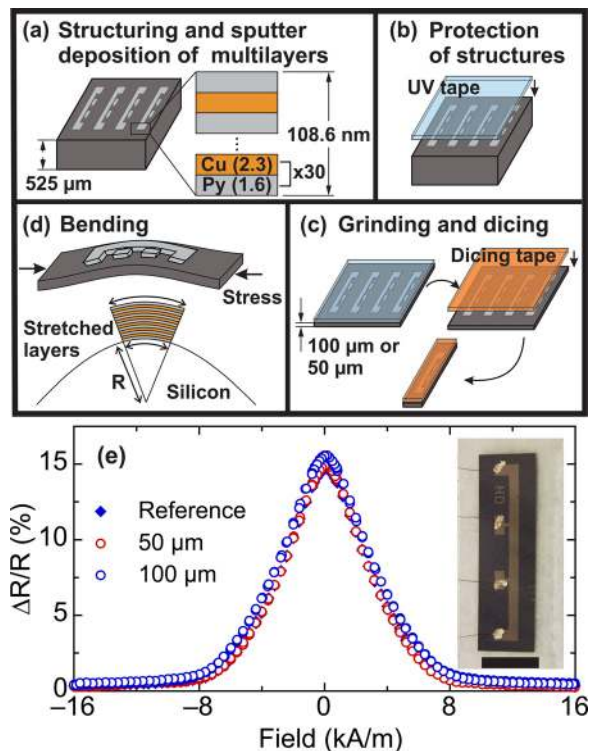 (a) Structuring and sputter
deposition of multilayers
525 µm
Cu (2.3)
Py (1.6)
x30
108.6 nm
(b) Protection
of structures
UV tape
(d) Bending
Stress
Stretched
layers
R
Silicon
(c) Grinding and dicing
Dicing tape
100 µm or
50 µm
(e)
Reference
50 µm
100 µm
ΔR/R (%)
15
10
5
0
−16
−8
0
8
16
Field (kA/m)